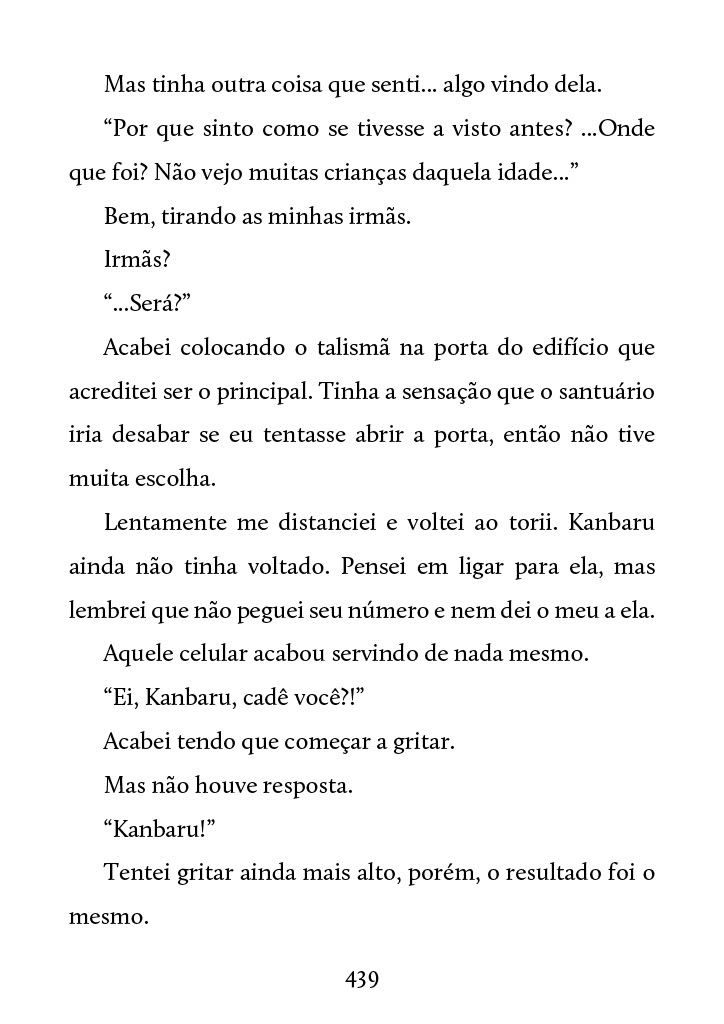 Mas tinha outra coisa que senti... algo vindo dela.
“Por que sinto como se tivesse a visto antes? ...Onde
que foi? Não vejo muitas crianças daquela idade...”
Bem, tirando as minhas irmãs.
Irmãs?
“...Será?”
Acabei colocando o talismã na porta do edifício que
acreditei ser o principal. Tinha a sensação que o santuário
iria desabar se eu tentasse abrir a porta, então não tive
muita escolha.
Lentamente me distanciei e voltei ao torii. Kanbaru
ainda não tinha voltado. Pensei em ligar para ela, mas
lembrei que não peguei seu número e nem dei o meu a ela.
Aquele celular acabou servindo de nada mesmo.
“Ei, Kanbaru, cadê você?!”
Acabei tendo que começar a gritar.
Mas não houve resposta.
“Kanbaru!”
Tentei gritar ainda mais alto, porém, o resultado foi o
mesmo.
439